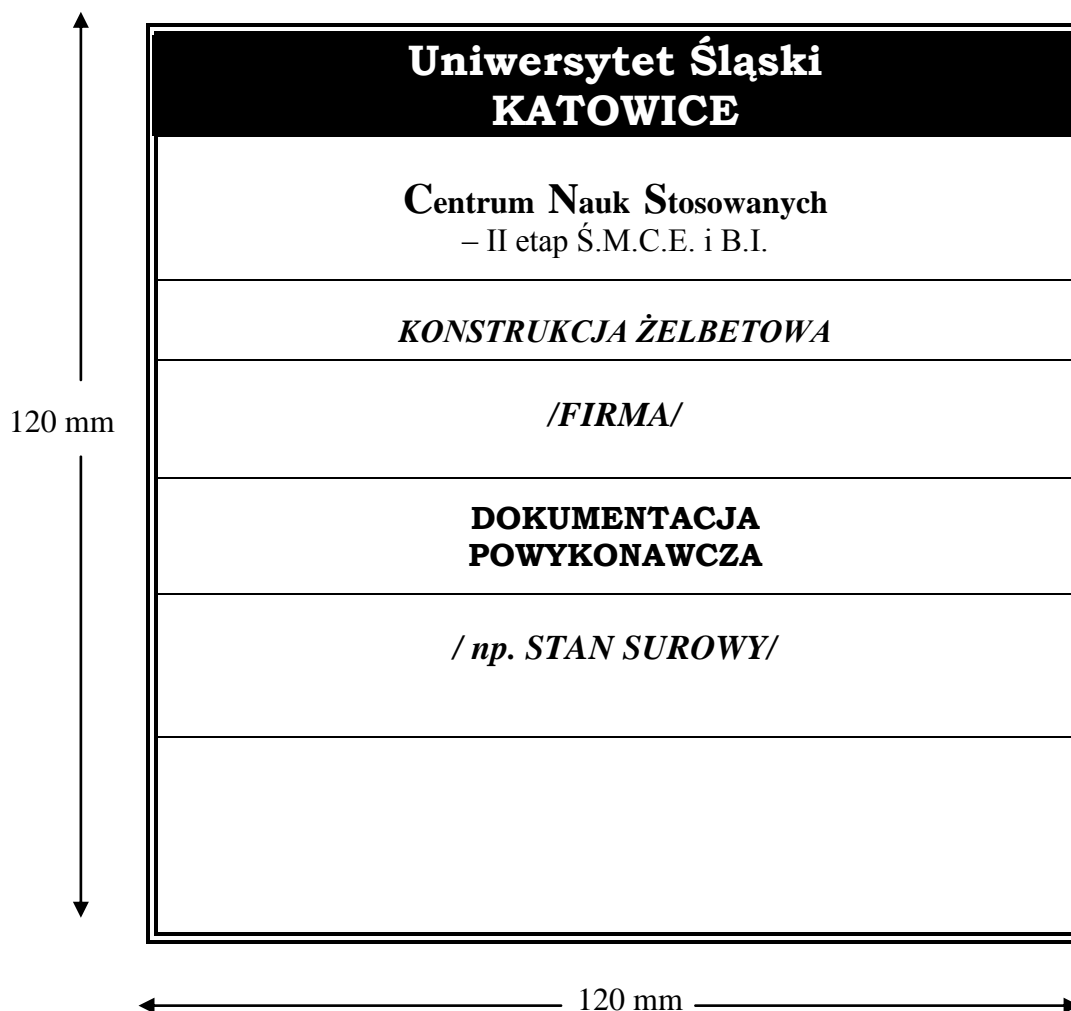 Uniwersytet Śląski
KATOWICE
Centrum Nauk Stosowanych
– II etap Ś.M.C.E. i B.I.
KONSTRUKCJA ŻELBETOWA
120 mm
/FIRMA/
DOKUMENTACJA
POWYKONAWCZA
/ np. STAN SUROWY/
120 mm